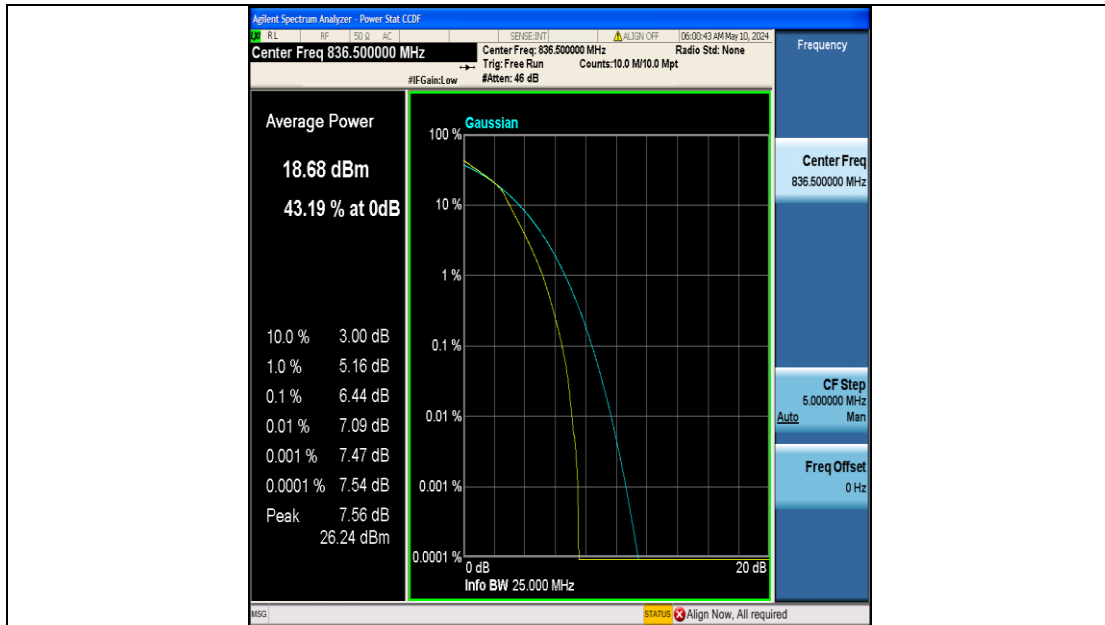 Agilent Spectrum Analyzer - Power Stat CCDF
RL RF 50 Ω AC SENSE:INT ALIGN OFF 06:00:43 AM May 10, 2024
Center Freq 836.500000 MHz
Center Freq: 836.500000 MHz Radio Std: None
Trig: Free Run Counts:10.0 M/10.0 Mpt
#IFGain:Low #Atten: 46 dB
Frequency
Average Power
18.68 dBm
43.19 % at 0dB
10.0 % 3.00 dB
1.0 % 5.16 dB
0.1 % 6.44 dB
0.01 % 7.09 dB
0.001 % 7.47 dB
0.0001 % 7.54 dB
Peak 7.56 dB
26.24 dBm
Gaussian
100 %
10 %
1 %
0.1 %
0.01 %
0.001 %
0.0001 %
0 dB 20 dB
Info BW 25.000 MHz
Center Freq
836.500000 MHz
CF Step
5.000000 MHz
Auto Man
Freq Offset
0 Hz
MSG STATUS Align Now, All required